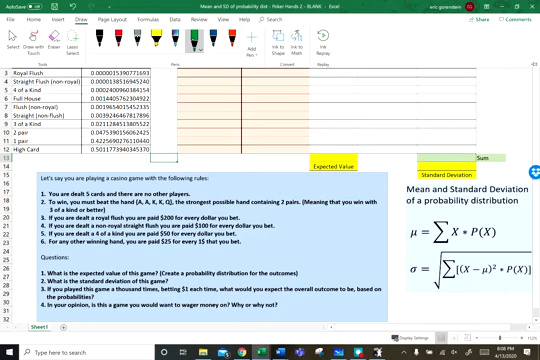 AutoSave Off
Mean and SD of probability dist - Poker Hands 2 - BLANK - Excel
eric gorenstein
EG
File Home Insert Draw Page Layout Formulas Data Review View Help Search
Share Comments
Select
Draw with Touch
Eraser
Lasso Select
Add Pen
Ink to Shape
Ink to Math
Ink Replay
Tools Pens Convert Replay
3 Royal Flush 0.0000015390771693
4 Straight Flush (non-royal) 0.0000138516945240
5 4 of a Kind 0.0002400960384154
6 Full House 0.0014405762304922
7 Flush (non-royal) 0.0019654015452335
8 Straight (non-flush) 0.0039246467817896
9 3 of a Kind 0.0211284513805522
10 2 pair 0.0475390156062425
11 1 pair 0.4225690276110440
12 High Card 0.5011773940345370
13 Sum
14 Expected Value
15 Standard Deviation
16 Let's say you are playing a casino game with the following rules:
17
18 1. You are dealt 5 cards and there are no other players.
19 2. To win, you must beat the hand {A, A, K, K, Q}, the strongest possible hand containing 2 pairs. (Meaning that you win with
20 3 of a kind or better)
21 3. If you are dealt a royal flush you are paid $200 for every dollar you bet.
22 4. If you are dealt a non-royal straight flush you are paid $100 for every dollar you bet.
23 5. If you are dealt a 4 of a kind you are paid $50 for every dollar you bet.
6. For any other winning hand, you are paid $25 for every 1$ that you bet.
Questions:
1. What is the expected value of this game? (Create a probability distribution for the outcomes)
2. What is the standard deviation of this game?
3. If you played this game a thousand times, betting $1 each time, what would you expect the overall outcome to be, based on
the probabilities?
4. In your opinion, is this a game you would want to wager money on? Why or why not?
32
Mean and Standard Deviation
of a probability distribution
μ = ∑ X * P(X)
σ = √∑[(X − μ)² * P(X)]
Sheet1
Display Settings
112%
Type here to search
8:08 PM
4/13/2020